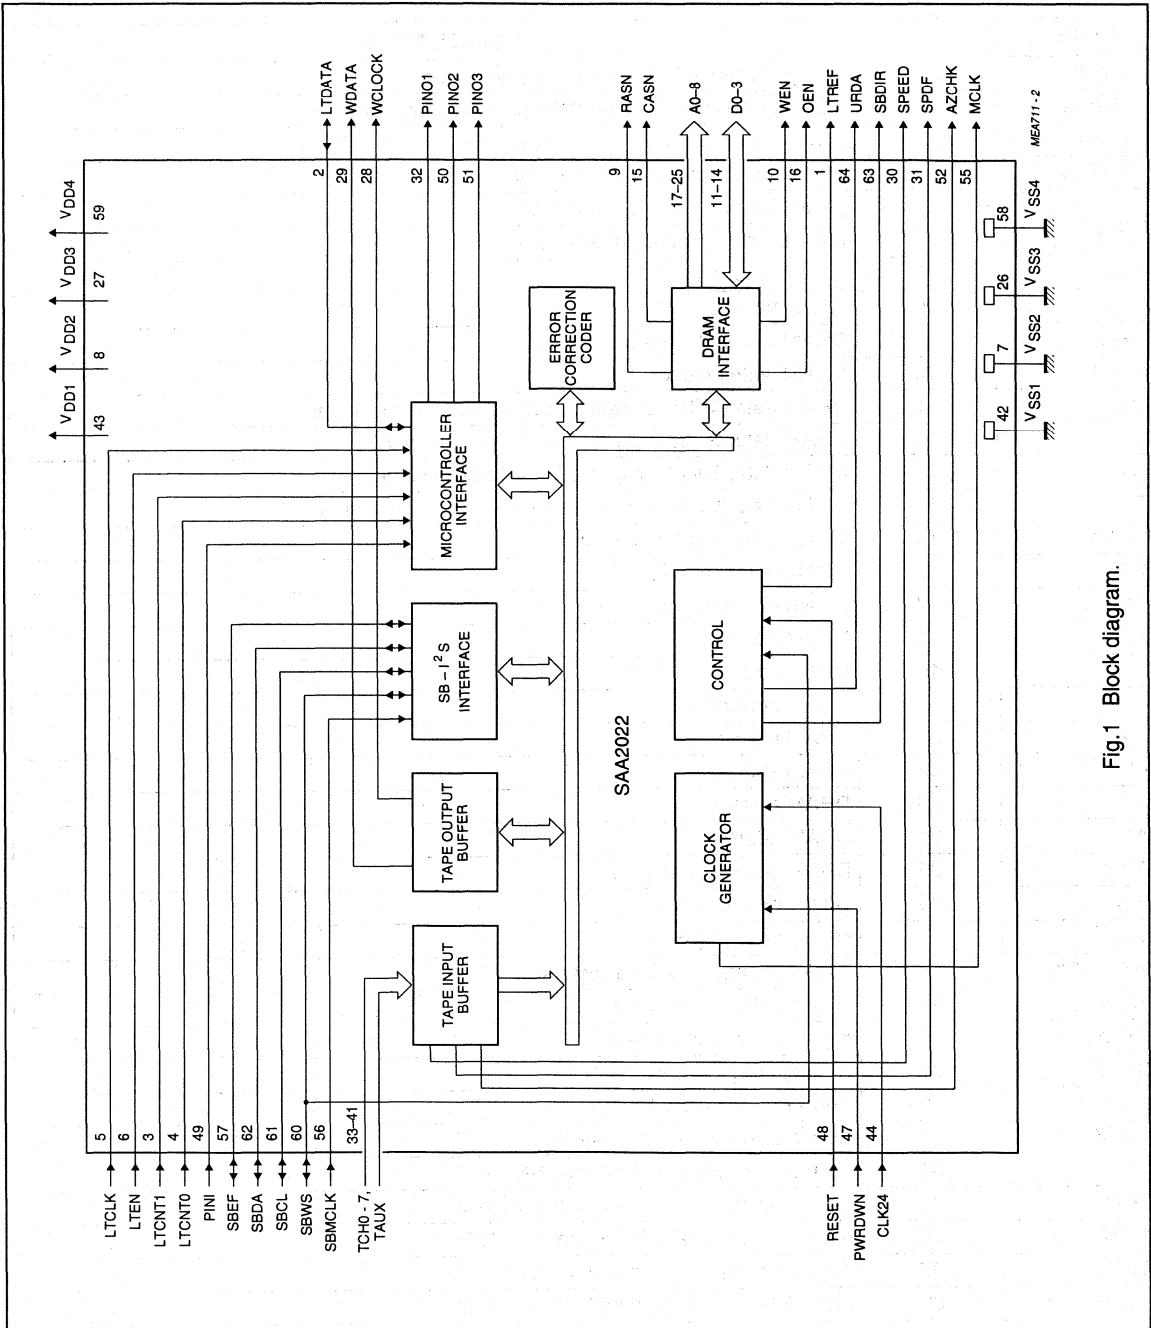 VDD1
VDD2
VDD3
VDD4
43
8
27
59
LTCLK
5
LTEN
6
LTCNT1
3
LTCNT0
4
PINI
49
SBEF
57
SBDA
62
SBCL
61
SBWS
60
SBMCLK
56
TCH0 - 7,
TAUX
33–41
2
LTDATA
29
WDATA
28
WCLOCK
32
PINO1
50
PINO2
51
PINO3
TAPE INPUT
BUFFER
TAPE OUTPUT
BUFFER
SB – I²S
INTERFACE
MICROCONTROLLER
INTERFACE
ERROR
CORRECTION
CODER
SAA2022
CLOCK
GENERATOR
CONTROL
DRAM
INTERFACE
9
RASN
15
CASN
17–25
A0–8
11–14
D0–3
10
WEN
16
OEN
1
LTREF
64
URDA
63
SBDIR
30
SPEED
31
SPDF
52
AZCHK
55
MCLK
RESET
48
PWRDWN
47
CLK24
44
42
7
26
58
VSS1
VSS2
VSS3
VSS4
MEA711 - 2
Fig.1 Block diagram.